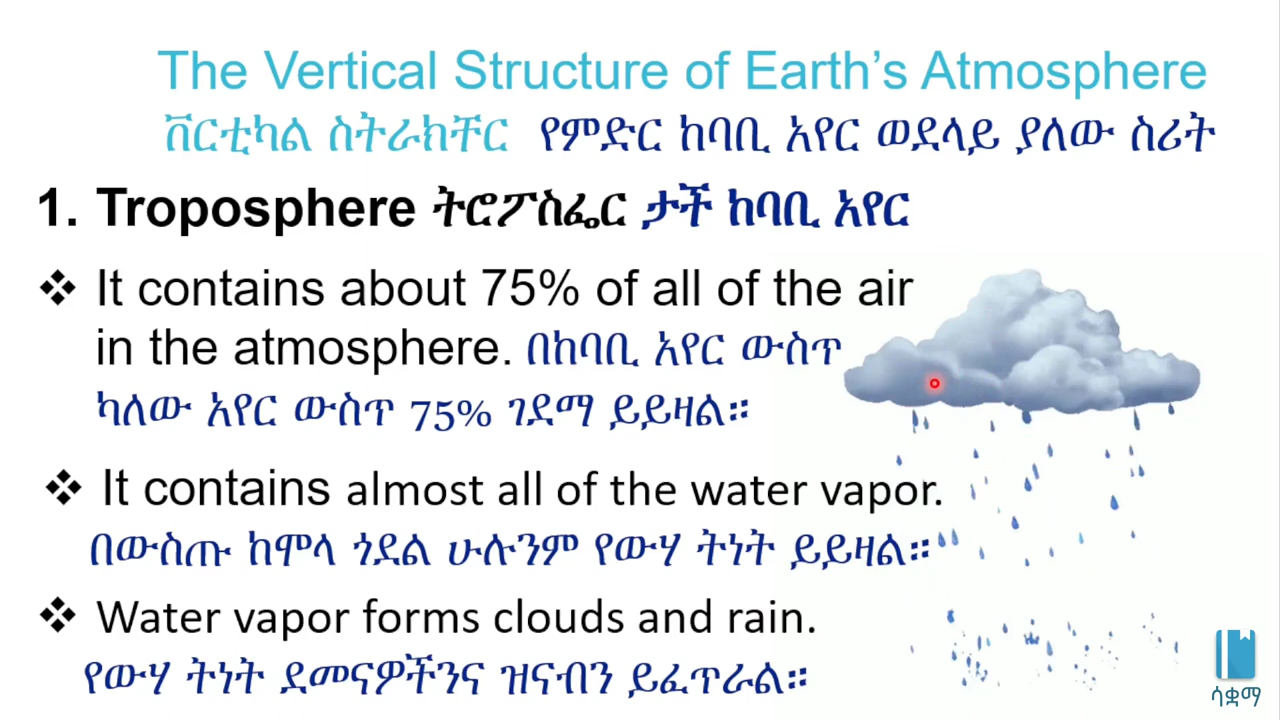 The Vertical Structure of Earth’s Atmosphere
ቨርቲካል ስትራክቸር የምድር ከባቢ አየር ወደላይ ያለው ስሪት
1. Troposphere ትሮፖስፌር ታች ከባቢ አየር
❖ It contains about 75% of all of the air
in the atmosphere. በከባቢ አየር ውስጥ
ካለው አየር ውስጥ 75% ገደማ ይይዛል።
❖ It contains almost all of the water vapor.
በውስጡ ከሞላ ጎደል ሁሉንም የውሃ ትነት ይይዛል።
❖ Water vapor forms clouds and rain.
የውሃ ትነት ደመናዎችንና ዝናብን ይፈጥራል።
ሳቋማ